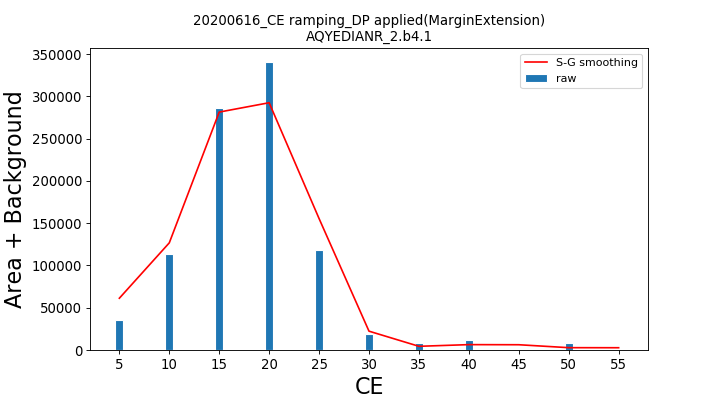 20200616_CE ramping_DP applied(MarginExtension)
AQYEDIANR_2.b4.1
S-G smoothing
raw
Area + Background
350000
300000
250000
200000
150000
100000
50000
0
5 10 15 20 25 30 35 40 45 50 55
CE